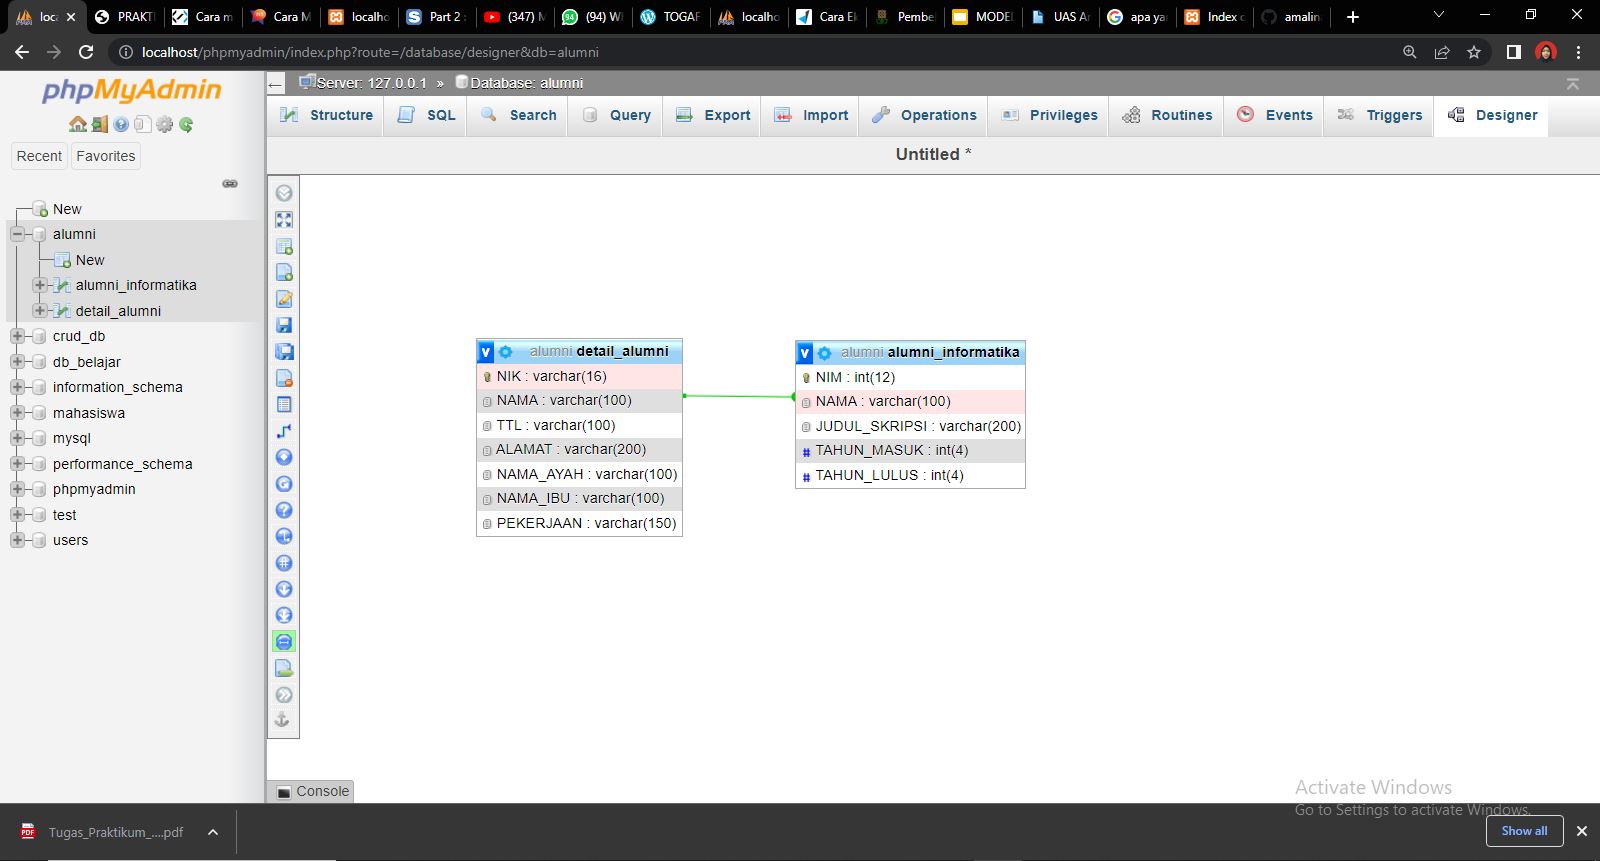 loca
PRAKTI
Cara m
Cara M
localho
Part 2 :
(347) M
(94) W
TOGAF
localho
Cara Ek
Pembe
MODEL
UAS A
apa ya
Index o
amalin
localhost/phpmyadmin/index.php?route=/database/designer&db=alumni
phpMyAdmin
Server: 127.0.0.1 » Database: alumni
Structure SQL Search Query Export Import Operations Privileges Routines Events Triggers Designer
Recent Favorites
Untitled *
New
alumni
New
alumni_informatika
detail_alumni
crud_db
db_belajar
information_schema
mahasiswa
mysql
performance_schema
phpmyadmin
test
users
v alumni detail_alumni
NIK : varchar(16)
NAMA : varchar(100)
TTL : varchar(100)
ALAMAT : varchar(200)
NAMA_AYAH : varchar(100)
NAMA_IBU : varchar(100)
PEKERJAAN : varchar(150)
v alumni alumni_informatika
NIM : int(12)
NAMA : varchar(100)
JUDUL_SKRIPSI : varchar(200)
# TAHUN_MASUK : int(4)
# TAHUN_LULUS : int(4)
Console
Activate Windows
Go to Settings to activate Windows.
PDF Tugas_Praktikum_....pdf
Show all